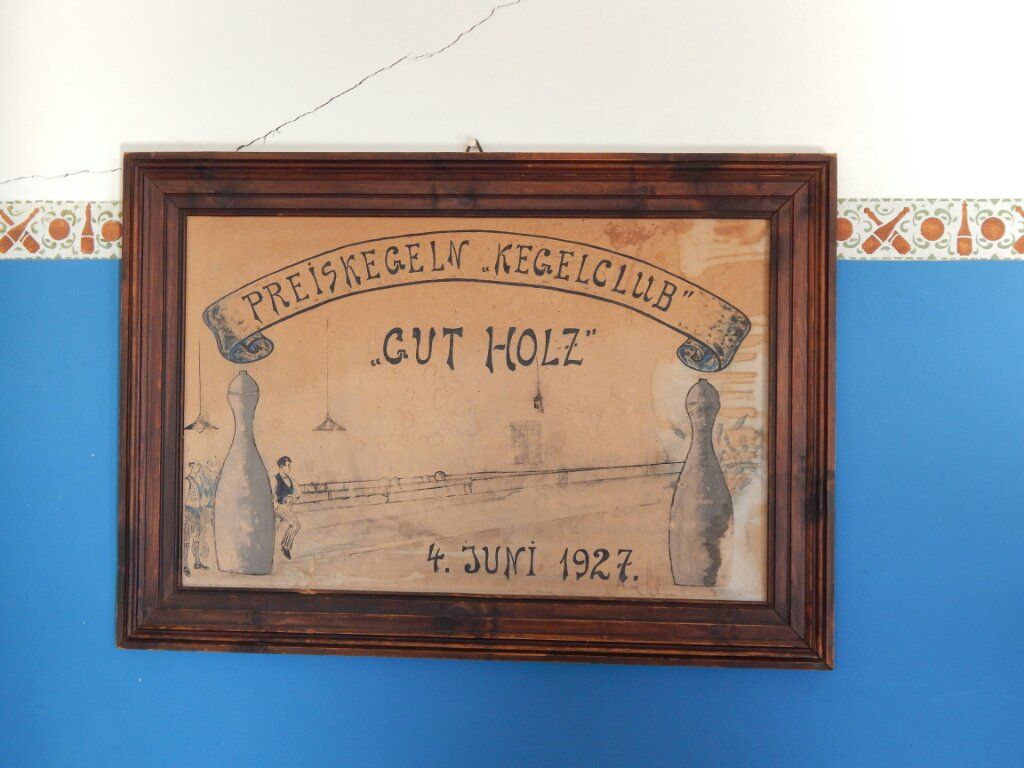 PREISKEGELN „KEGELCLUB”
„GUT HOLZ”
4. JUNI 1927.